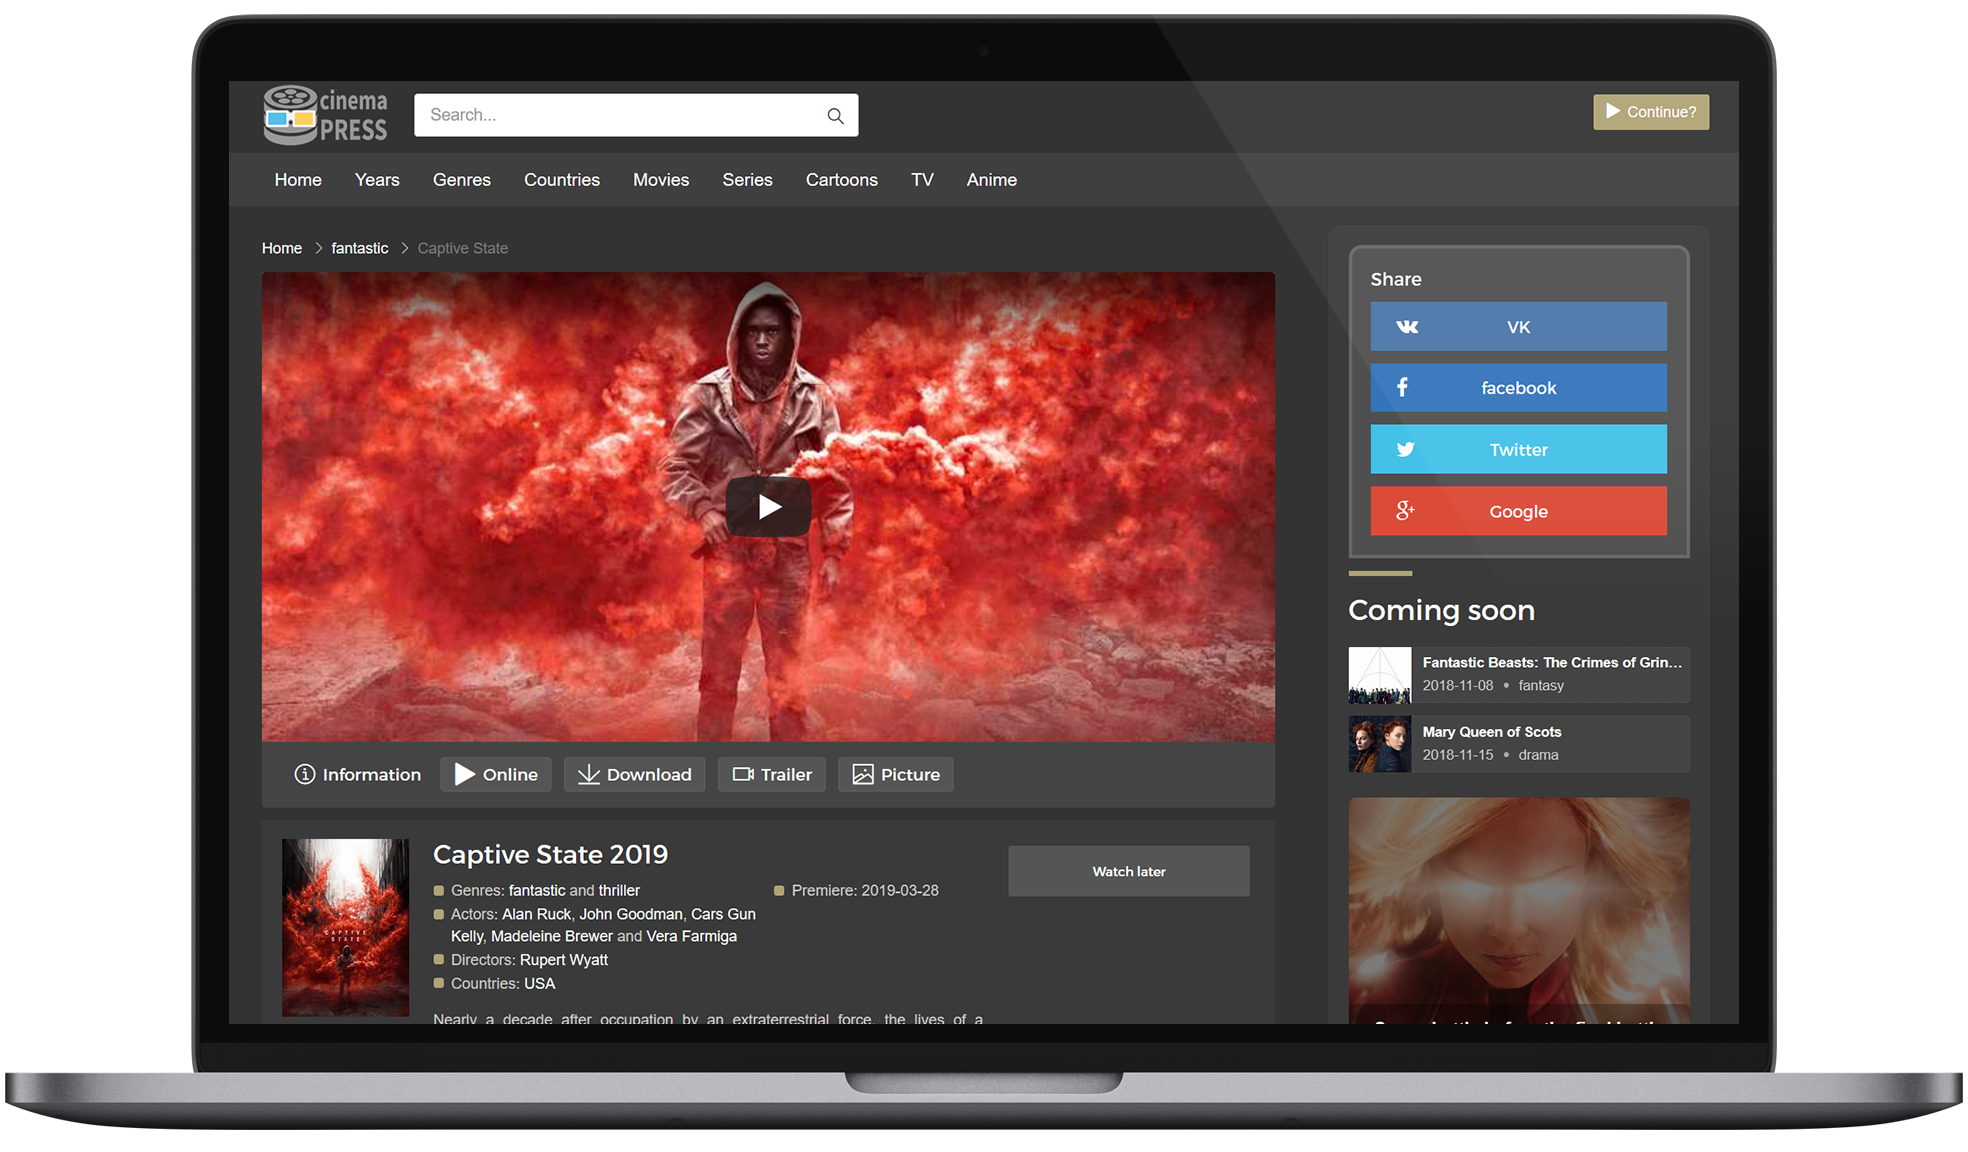 cinema
PRESS
Search...
Continue?
Home Years Genres Countries Movies Series Cartoons TV Anime
Home > fantastic > Captive State
Information Online Download Trailer Picture
CAPTIVE
STATE
Captive State 2019
Genres: fantastic and thriller
Premiere: 2019-03-28
Actors: Alan Ruck, John Goodman, Cars Gun
Kelly, Madeleine Brewer and Vera Farmiga
Directors: Rupert Wyatt
Countries: USA
Nearly a decade after occupation by an extraterrestrial force, the lives of a
Watch later
Share
VK
facebook
Twitter
g+ Google
Coming soon
Fantastic Beasts: The Crimes of Grin...
2018-11-08 • fantasy
Mary Queen of Scots
2018-11-15 • drama